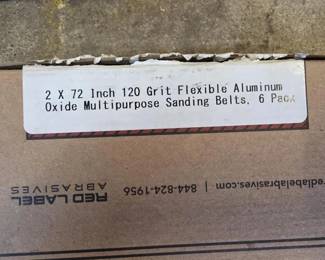 2 X 72 Inch 120 Grit Flexible Aluminum
Oxide Multipurpose Sanding Belts, 6 Pack
RED LABEL
ABRASIVES
844-824-1956 | redlabelabrasives.com